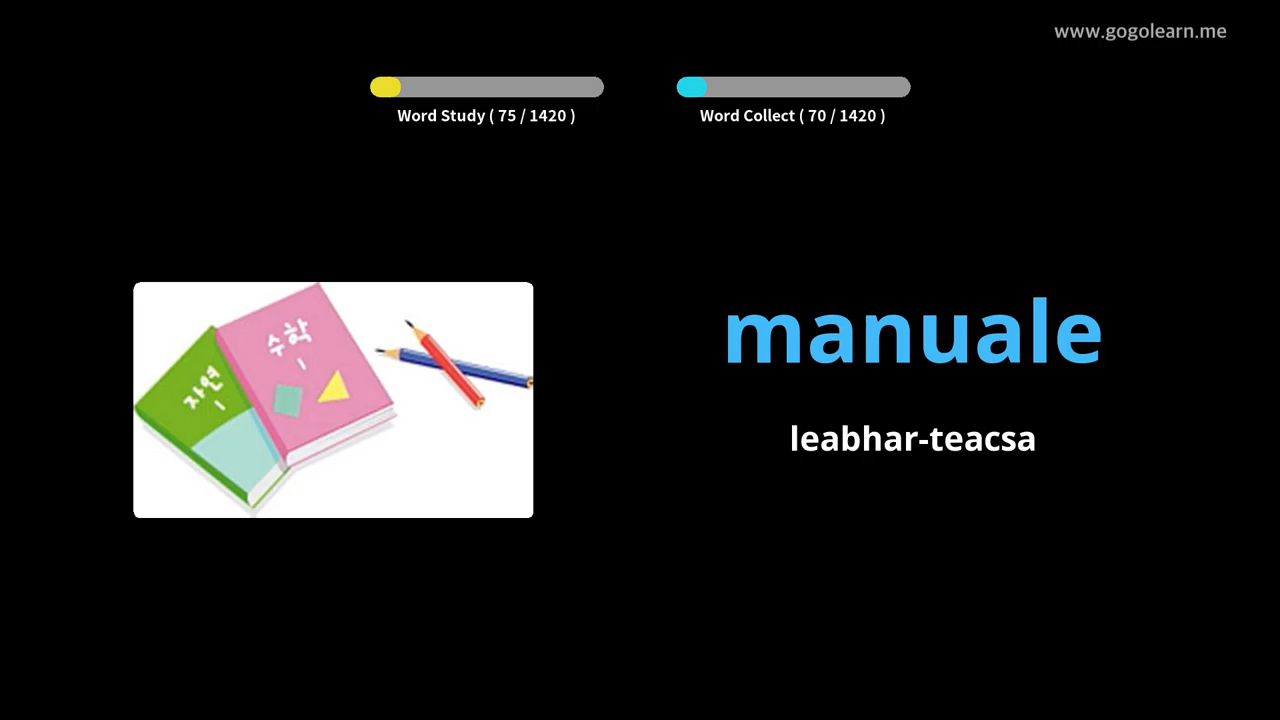 www.gogolearn.me
Word Study ( 75 / 1420 )
Word Collect ( 70 / 1420 )
수학
1
자연
1
manuale
leabhar-teacsa